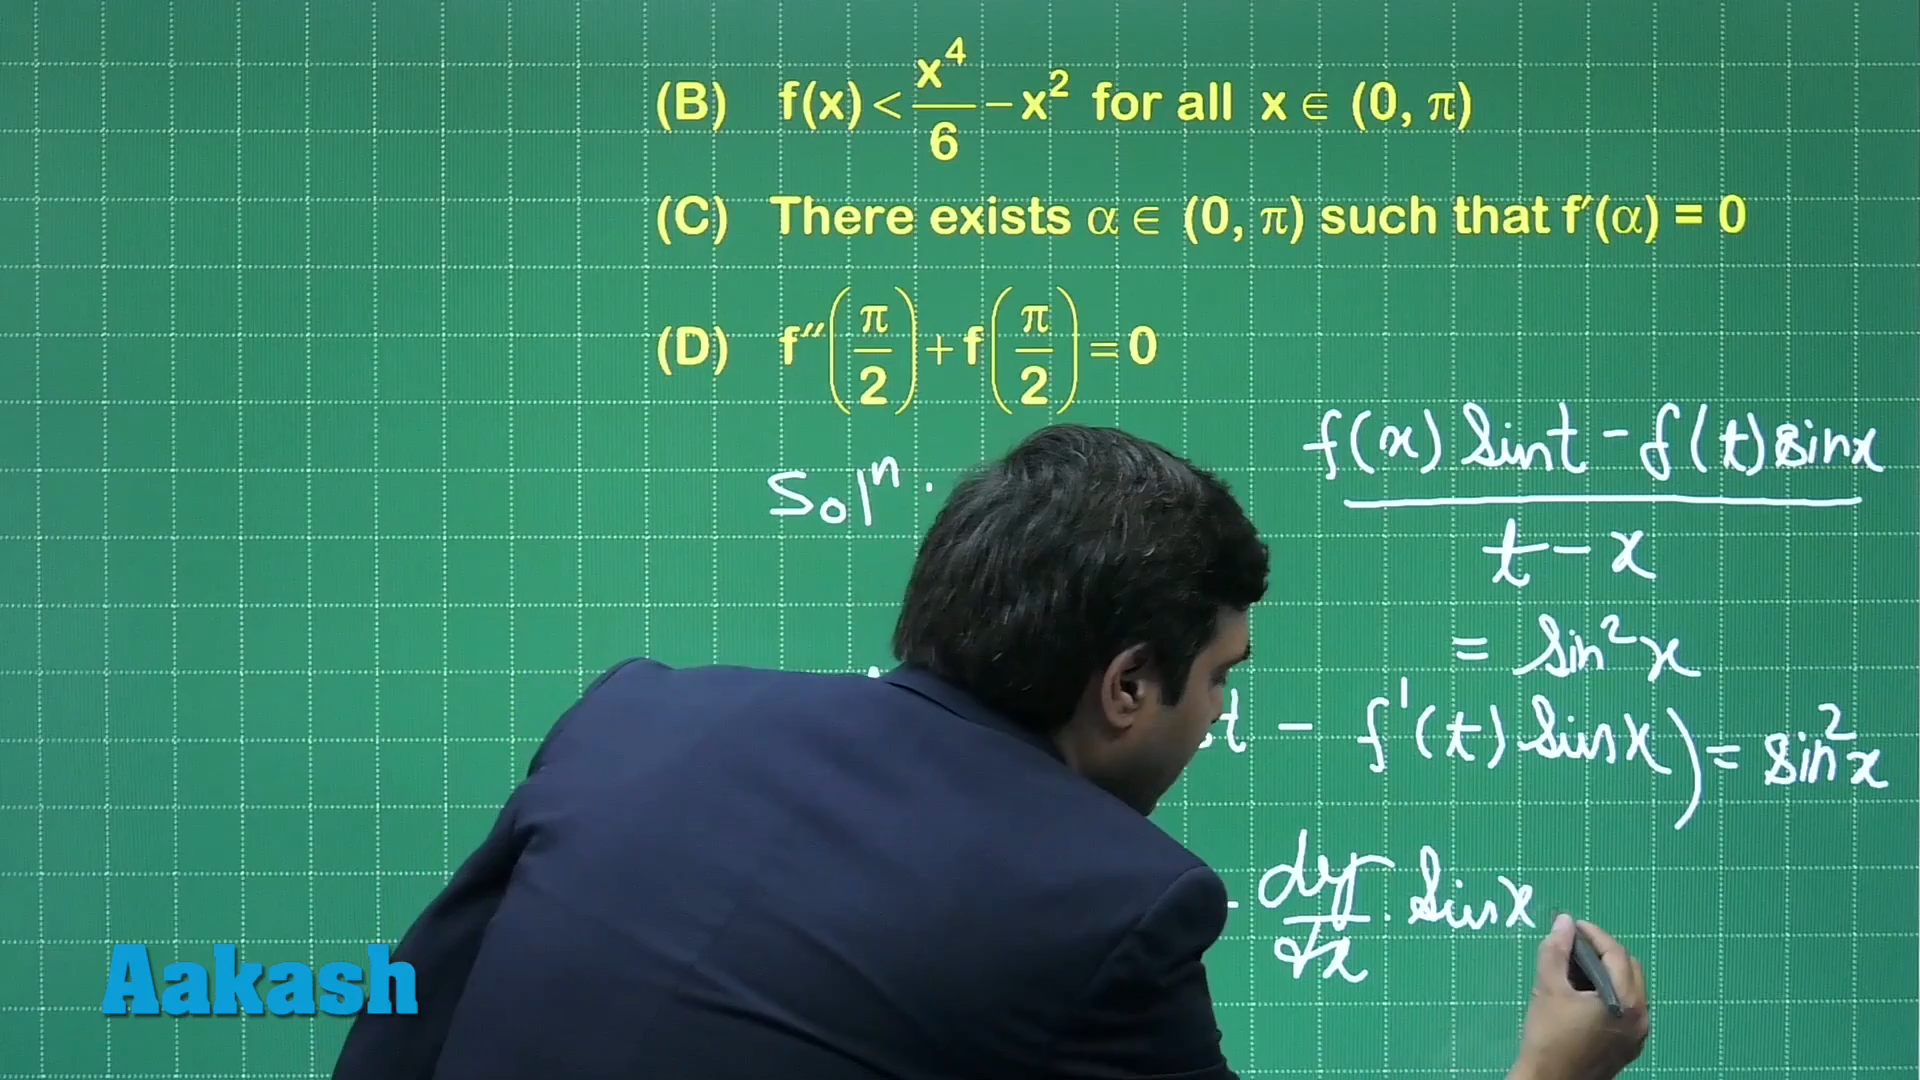 (B) f(x) < x⁴/6 – x² for all x ∈ (0, π)
(C) There exists α ∈ (0, π) such that f′(α) = 0
(D) f″(π/2) + f(π/2) = 0
Solⁿ.
f(x) sint - f(t) sinx
t - x
= sin²x
t - f'(t) sinx) = sin²x
- dy/dx . sinx
Aakash